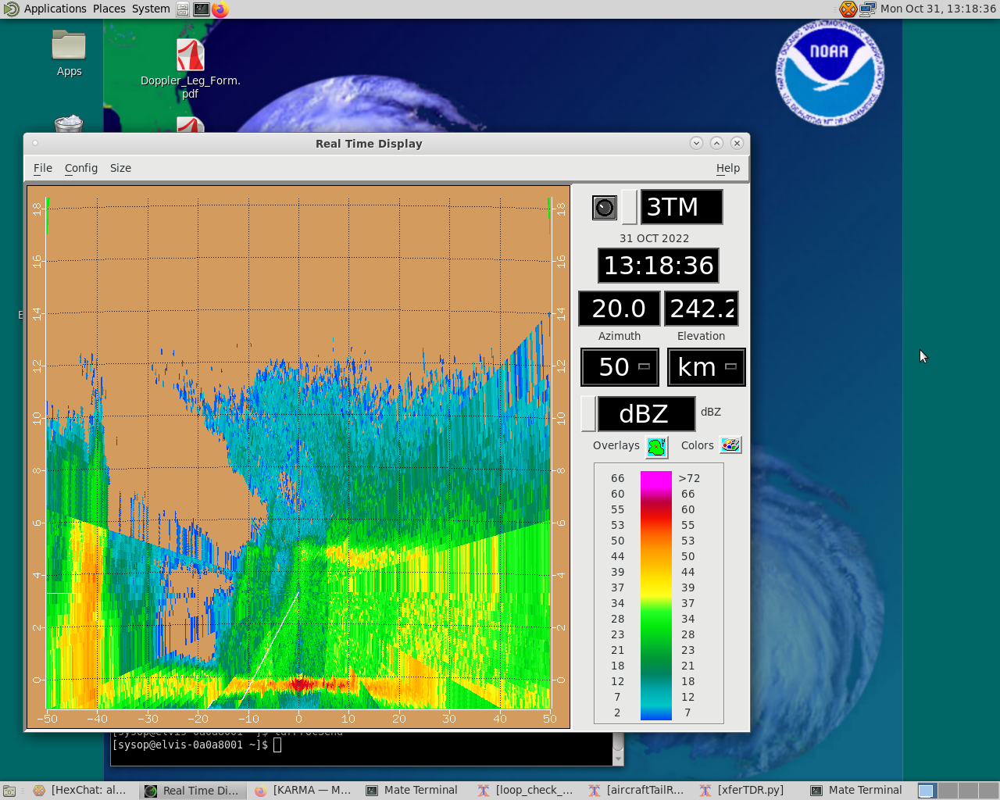 Applications Places System
Mon Oct 31, 13:18:36
Apps
Doppler_Leg_Form.
pdf
NOAA
Real Time Display
File Config Size Help
3TM
31 OCT 2022
13:18:36
20.0 242.2
Azimuth Elevation
50 km
dBZ dBZ
Overlays Colors
66 >72
60 66
55 60
53 55
50 53
44 50
39 44
37 39
34 37
28 34
23 28
21 23
18 21
12 18
7 12
2 7
18 18
16 16
14 14
12 12
10 10
8 8
6 6
4 4
2 2
0 0
−50 −40 −30 −20 −10 0 10 20 30 40 50
[sysop@elvis-0a0a8001 ~]$
[sysop@elvis-0a0a8001 ~]$
[HexChat: al... Real Time Di... [KARMA — M... Mate Terminal [loop_check_... [aircraftTailR... [xferTDR.py] Mate Terminal